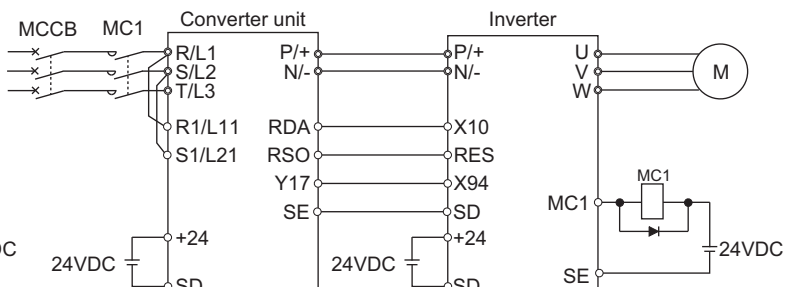 Converter unit
Inverter
MCCB MC1
R/L1 P/+ P/+ U
S/L2 N/- N/- V M
T/L3 W
R1/L11 RDA X10
S1/L21 RSO RES
Y17 X94 MC1
MC1
SE SD
+24 +24
24VDC 24VDC 24VDC
SE
SD SD